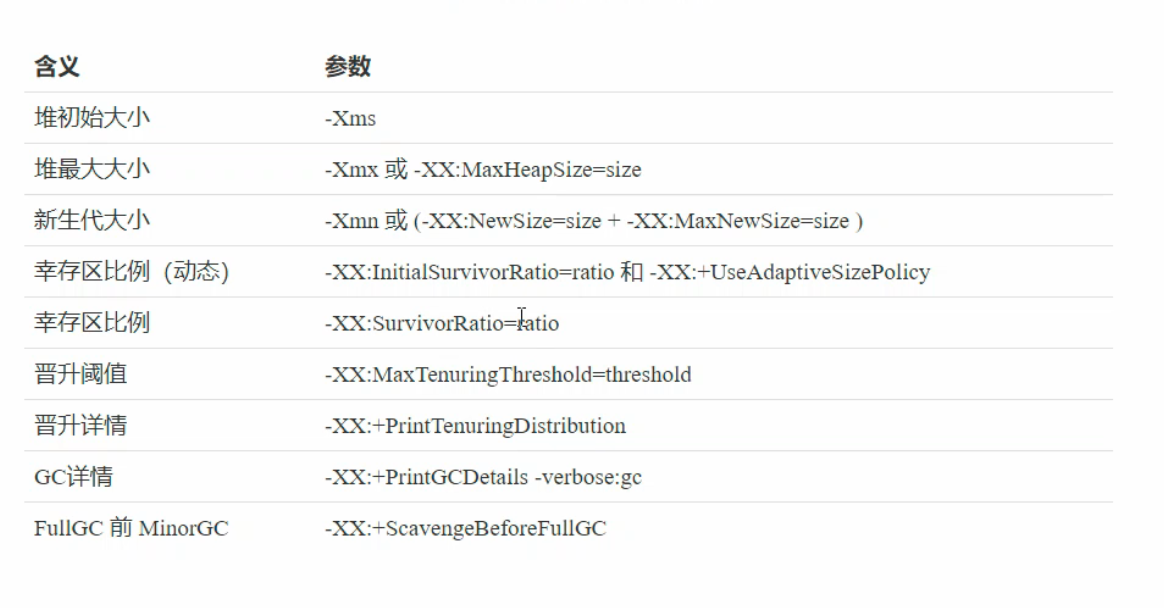 含义 参数
堆初始大小 -Xms
堆最大大小 -Xmx 或 -XX:MaxHeapSize=size
新生代大小 -Xmn 或 (-XX:NewSize=size + -XX:MaxNewSize=size )
幸存区比例（动态） -XX:InitialSurvivorRatio=ratio 和 -XX:+UseAdaptiveSizePolicy
幸存区比例 -XX:SurvivorRatio=ratio
晋升阈值 -XX:MaxTenuringThreshold=threshold
晋升详情 -XX:+PrintTenuringDistribution
GC详情 -XX:+PrintGCDetails -verbose:gc
FullGC 前 MinorGC -XX:+ScavengeBeforeFullGC